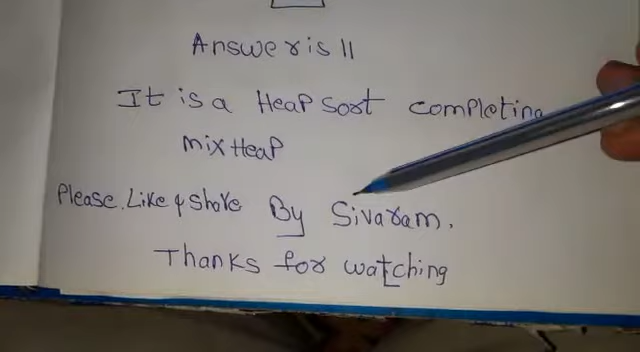 Answer is 11
It is a Heap Sort completing
mix Heap
Please. Like & share By Sivaram.
Thanks for watching